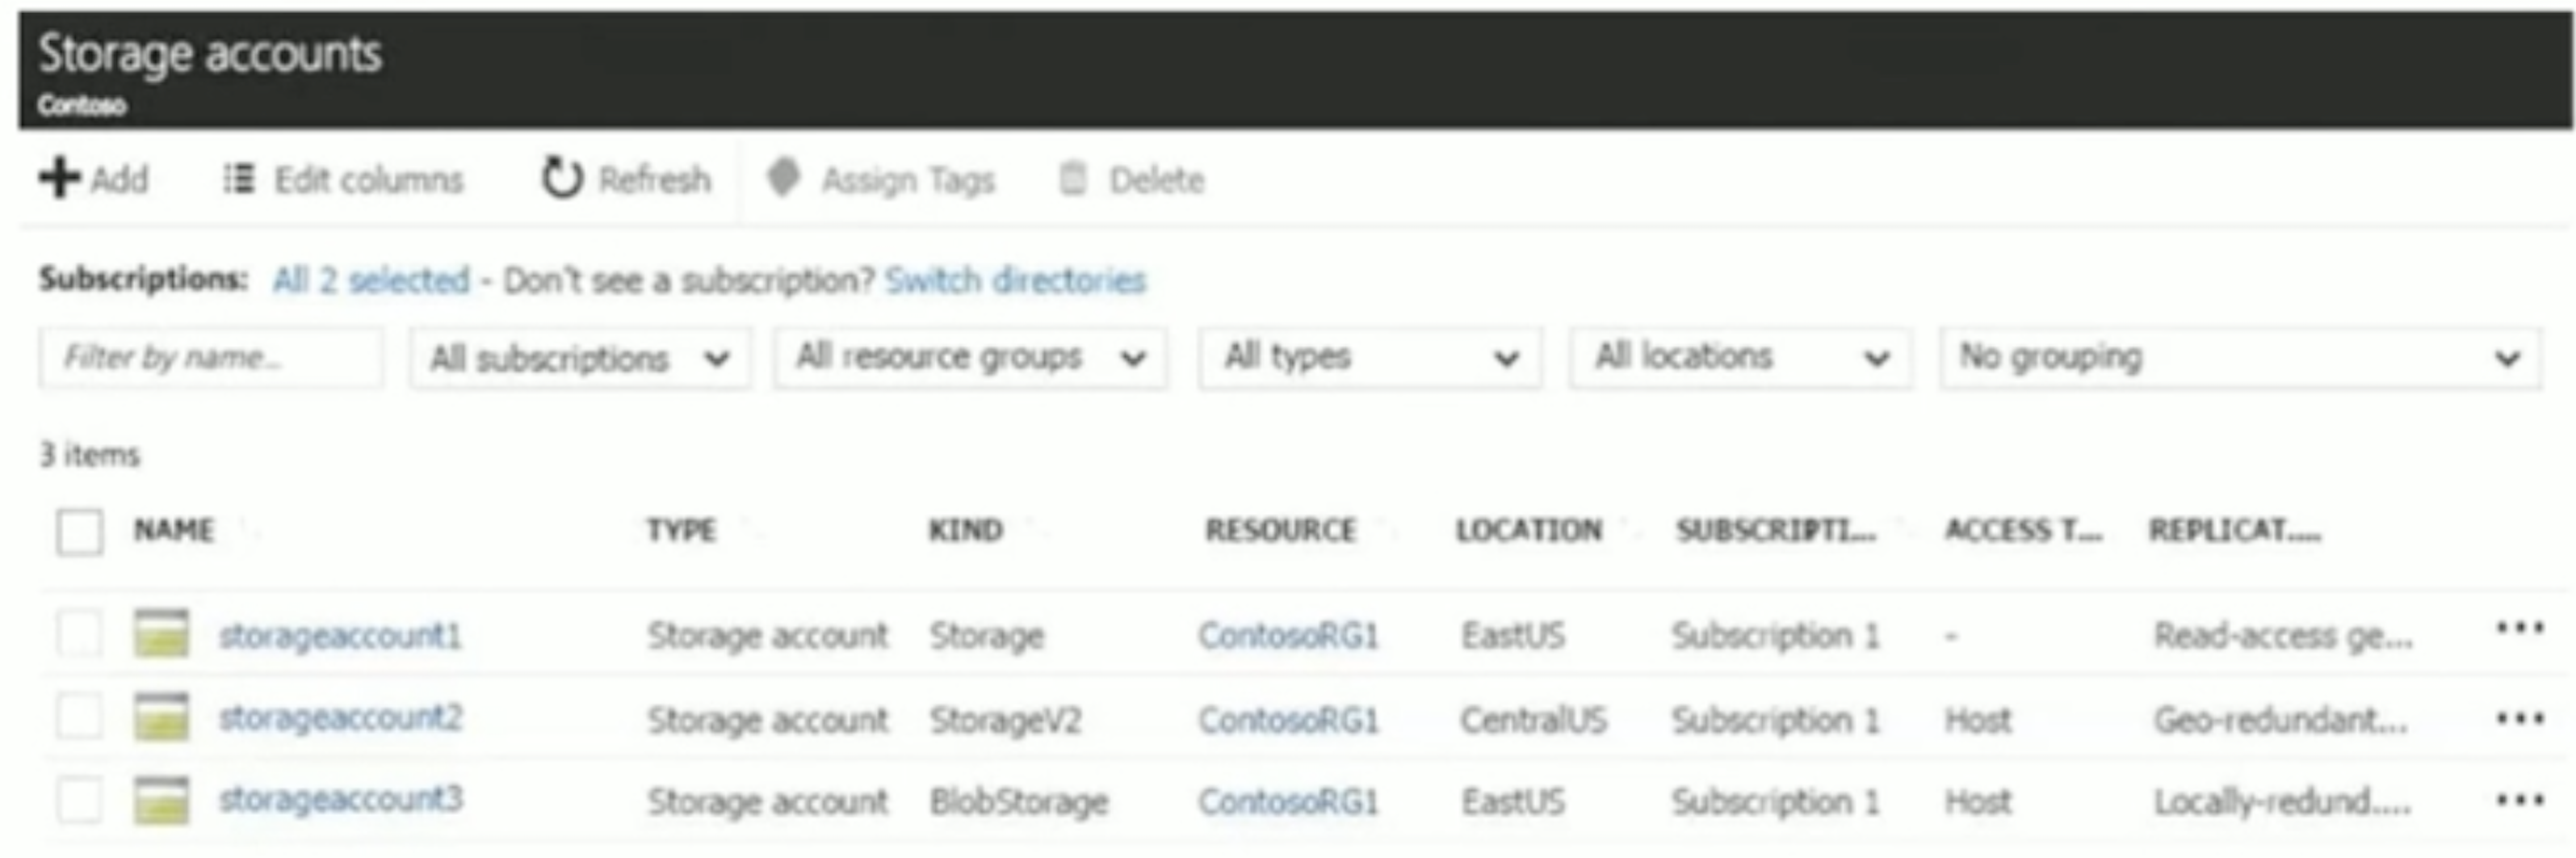 Storage accounts
Contoso
Add Edit columns Refresh Assign Tags Delete
Subscriptions: All 2 selected - Don't see a subscription? Switch directories
Filter by name... All subscriptions All resource groups All types All locations No grouping
3 items
NAME TYPE KIND RESOURCE LOCATION SUBSCRIPTI... ACCESS T... REPLICAT....
storageaccount1 Storage account Storage ContosoRG1 EastUS Subscription 1 - Read-access ge... ...
storageaccount2 Storage account StorageV2 ContosoRG1 CentralUS Subscription 1 Host Geo-redundant... ...
storageaccount3 Storage account BlobStorage ContosoRG1 EastUS Subscription 1 Host Locally-redund.... ...